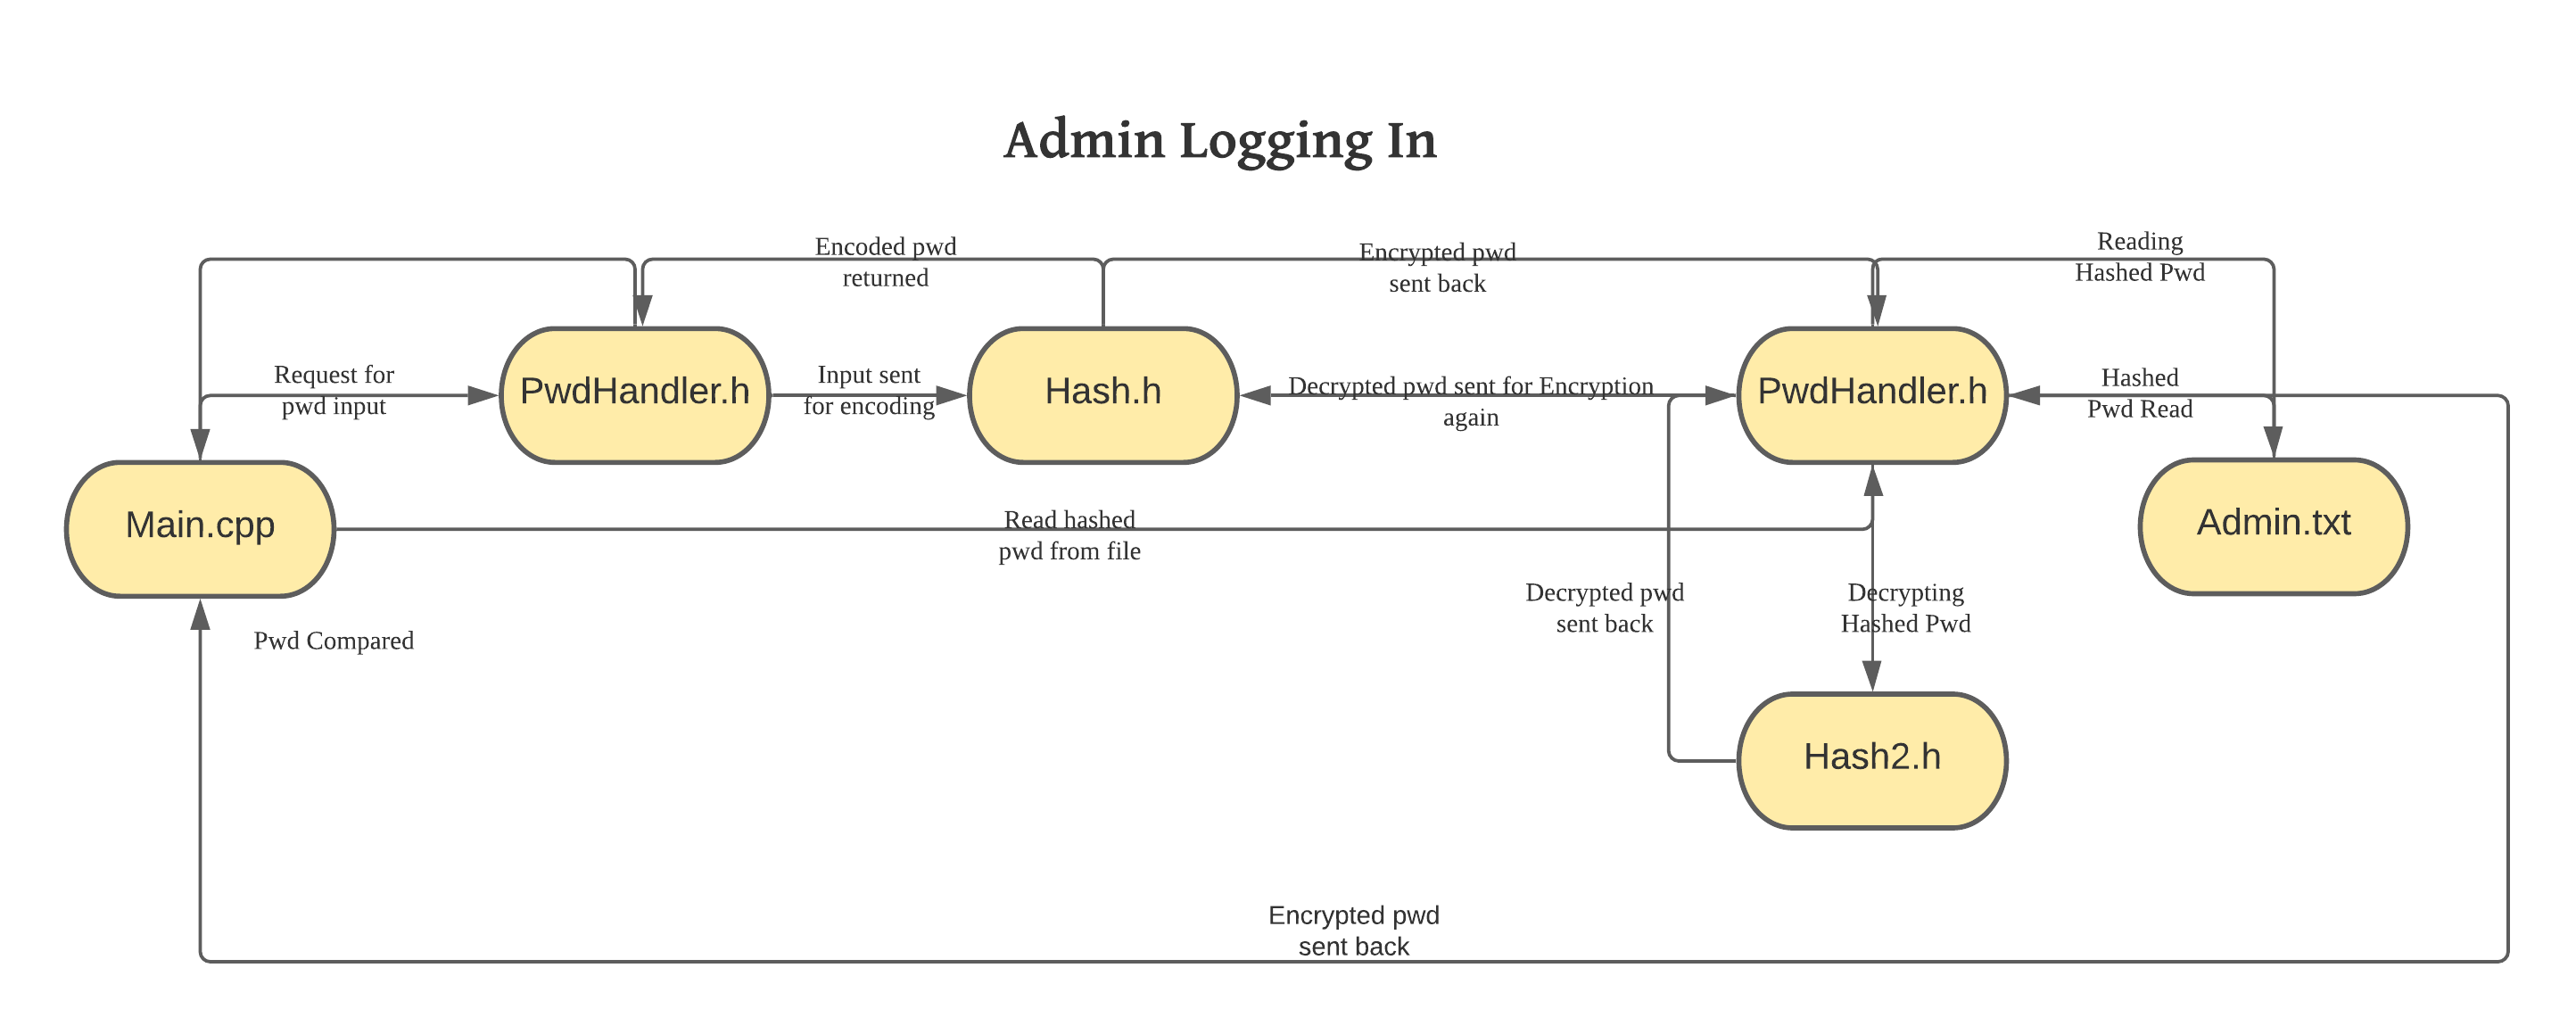 Admin Logging In
Encoded pwd
returned
Encrypted pwd
sent back
Reading
Hashed Pwd
Request for
pwd input
PwdHandler.h
Input sent
for encoding
Hash.h
Decrypted pwd sent for Encryption
again
PwdHandler.h
Hashed
Pwd Read
Main.cpp
Read hashed
pwd from file
Admin.txt
Decrypted pwd
sent back
Decrypting
Hashed Pwd
Pwd Compared
Hash2.h
Encrypted pwd
sent back